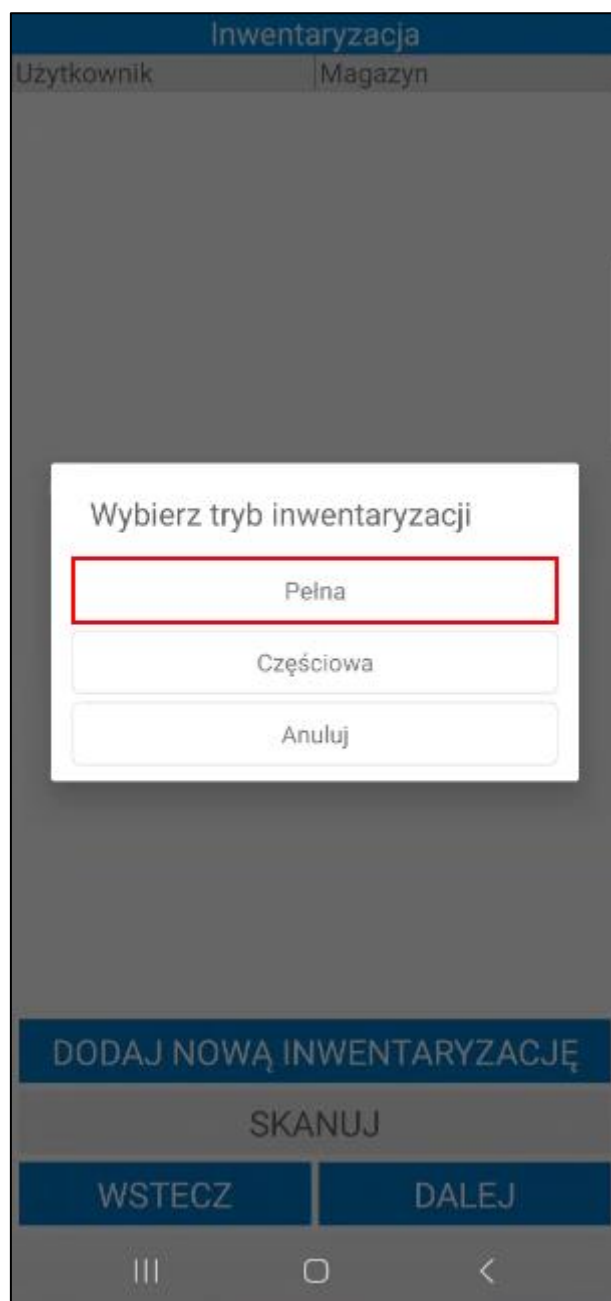 Inwentaryzacja
Użytkownik Magazyn
Wybierz tryb inwentaryzacji
Pełna
Częściowa
Anuluj
DODAJ NOWĄ INWENTARYZACJĘ
SKANUJ
WSTECZ DALEJ